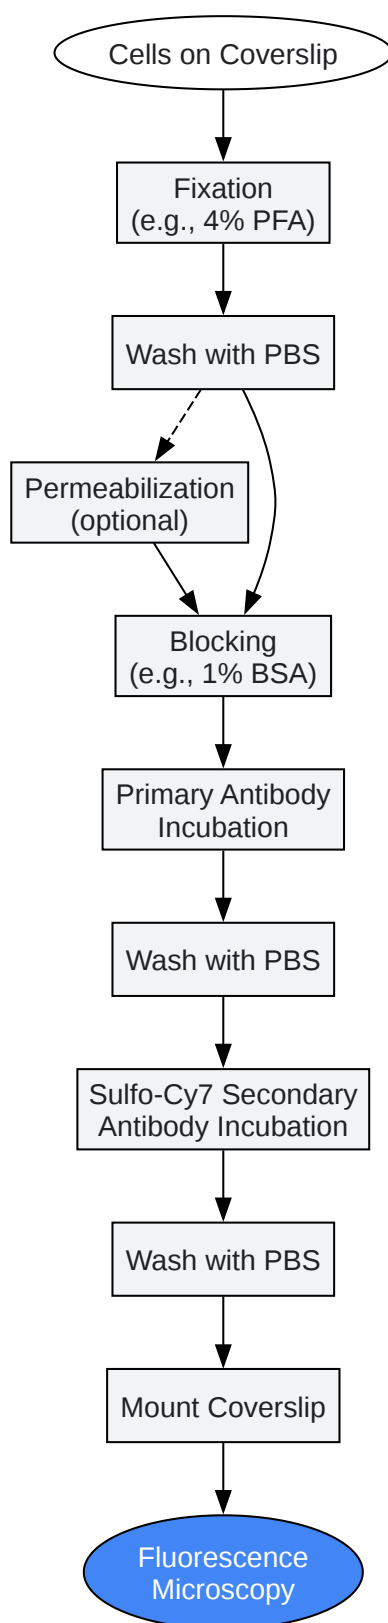 Cells on Coverslip
Fixation
(e.g., 4% PFA)
Wash with PBS
Permeabilization
(optional)
Blocking
(e.g., 1% BSA)
Primary Antibody
Incubation
Wash with PBS
Sulfo-Cy7 Secondary
Antibody Incubation
Wash with PBS
Mount Coverslip
Fluorescence
Microscopy